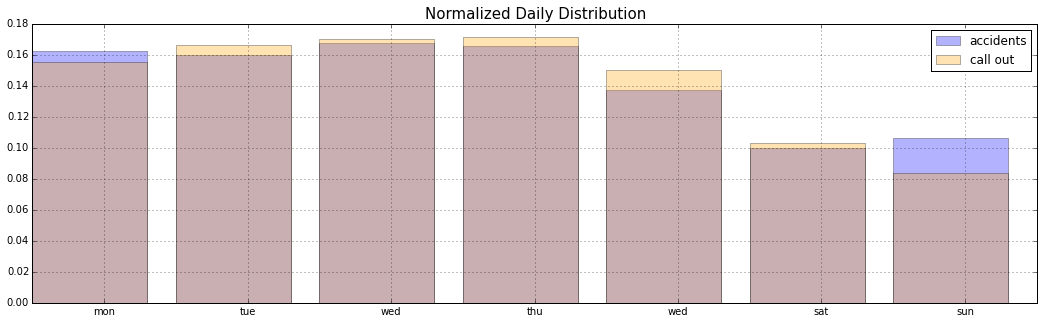 Normalized Daily Distribution
0.18
0.16
0.14
0.12
0.10
0.08
0.06
0.04
0.02
0.00
accidents
call out
mon tue wed thu wed sat sun